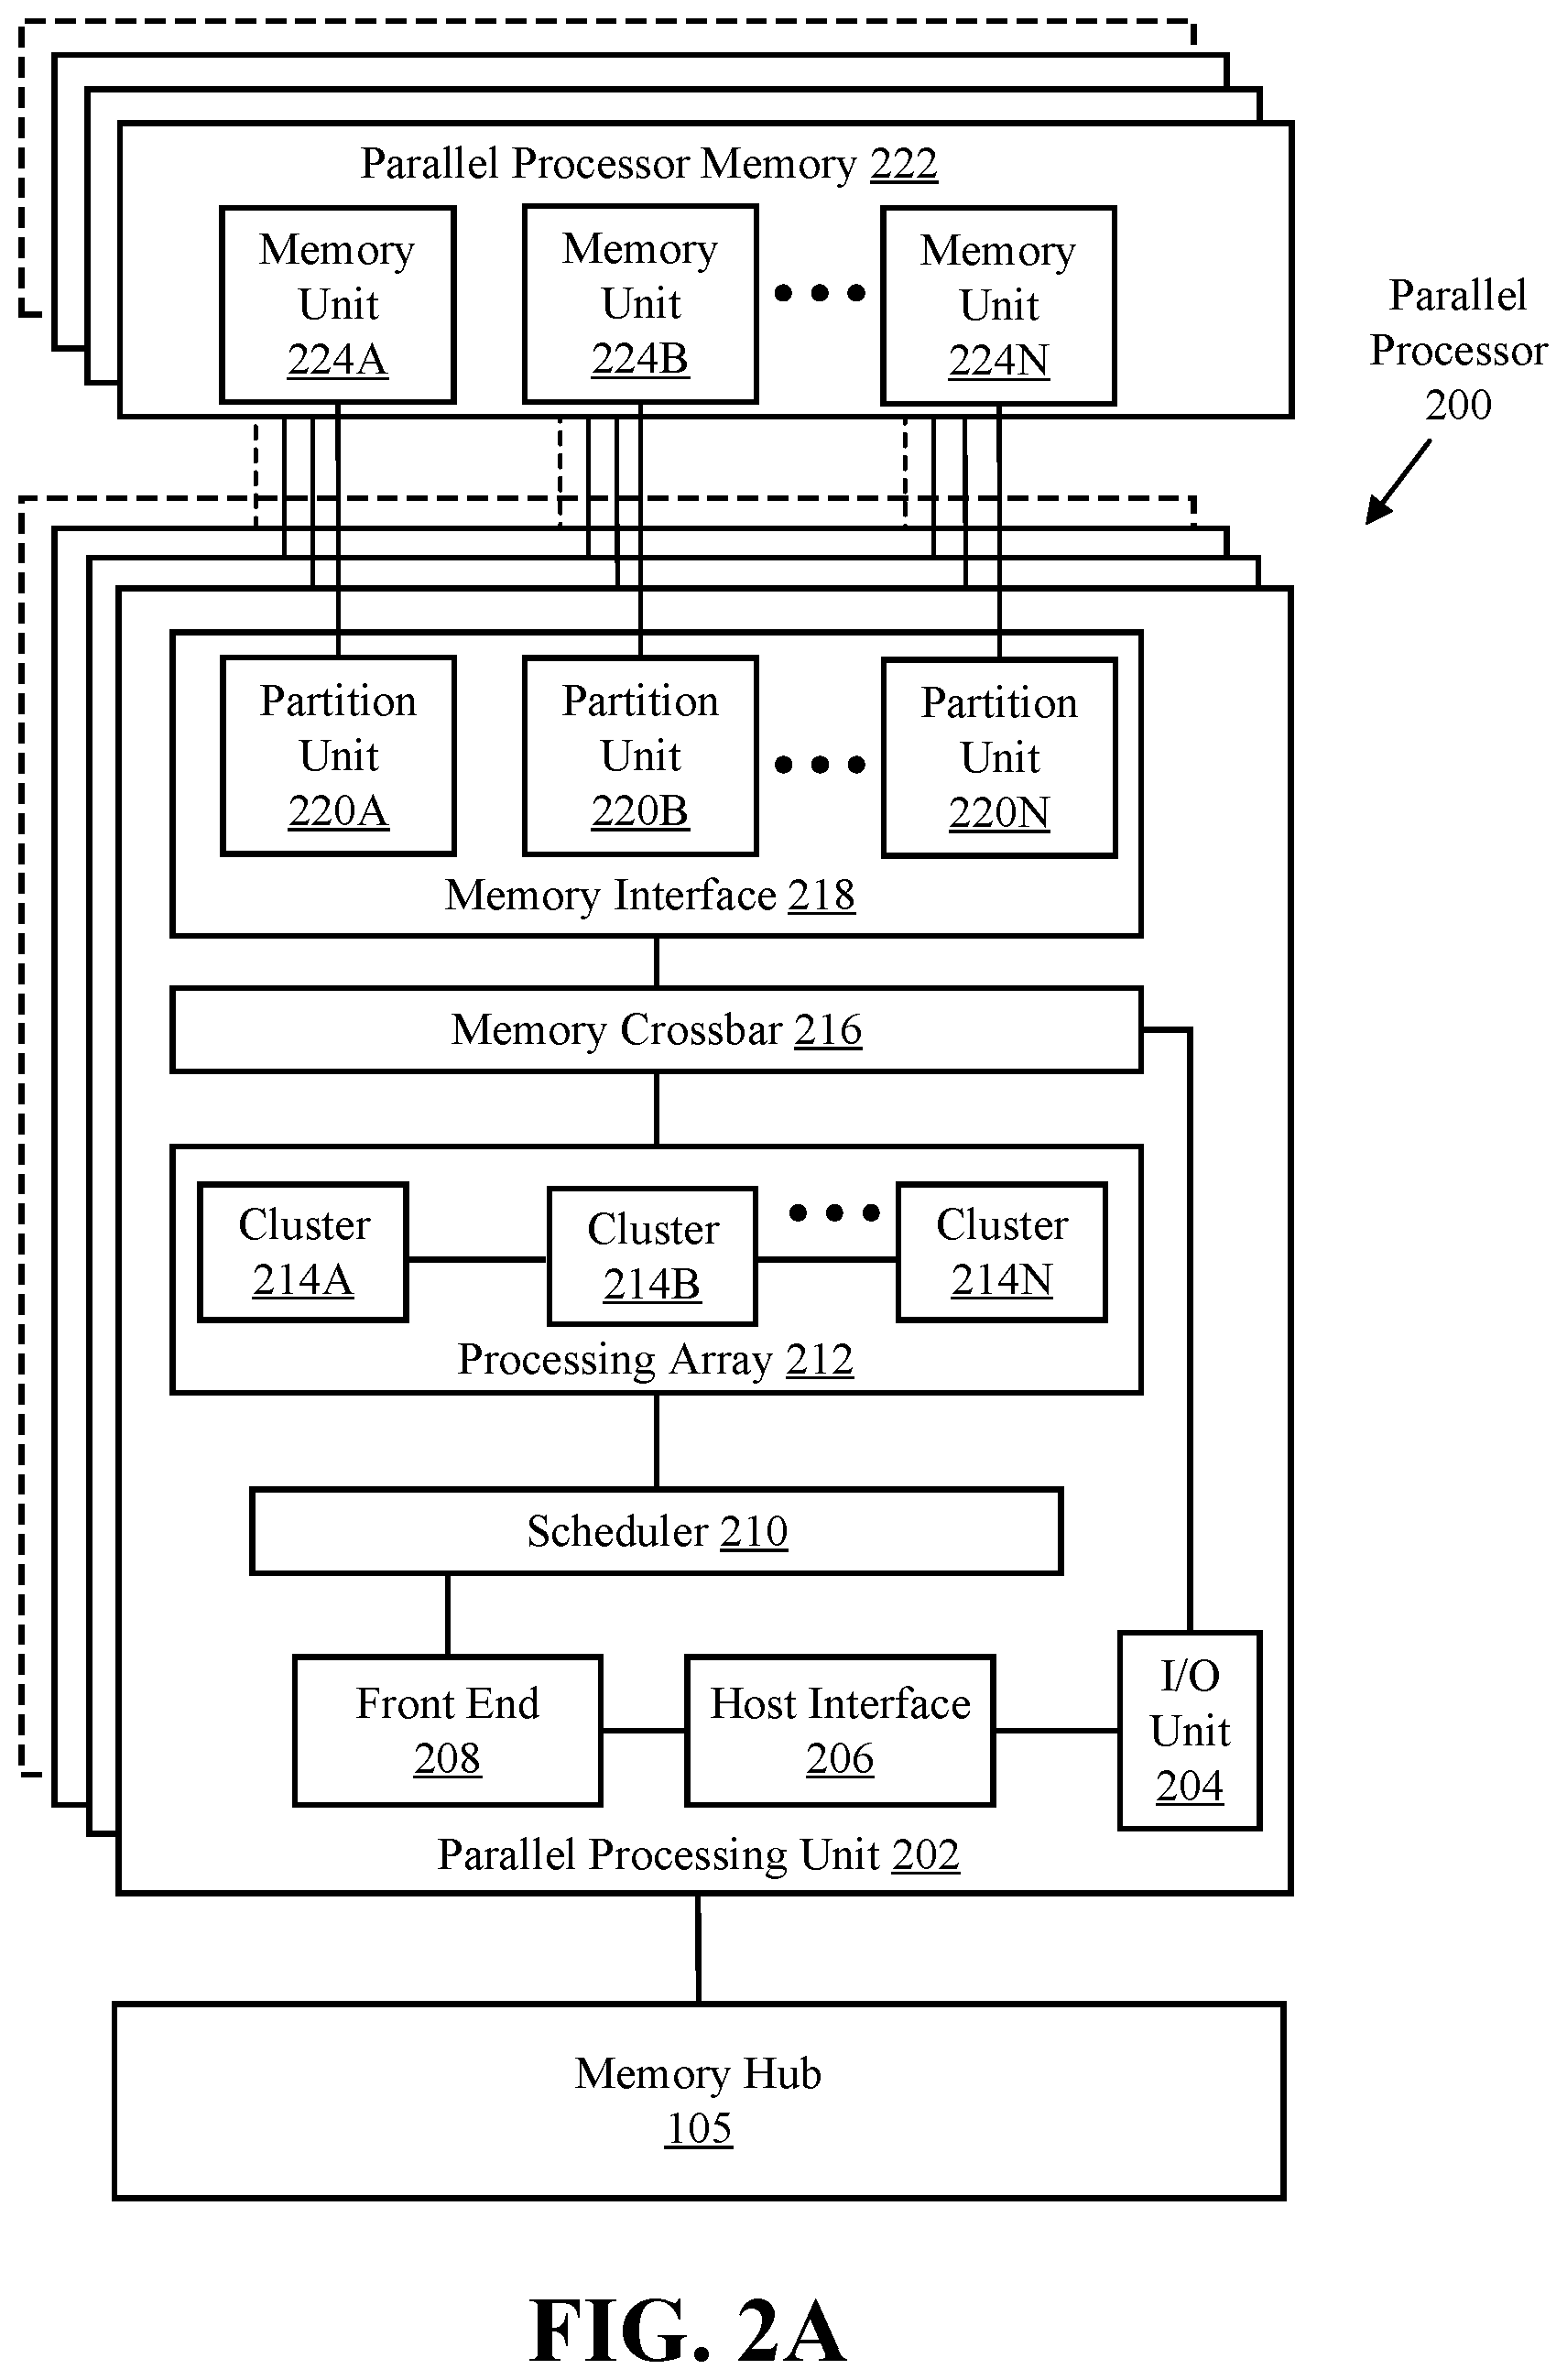 Parallel Processor Memory 222
Memory
Unit
224A
Memory
Unit
224B
Memory
Unit
224N
Parallel
Processor
200
Partition
Unit
220A
Partition
Unit
220B
Partition
Unit
220N
Memory Interface 218
Memory Crossbar 216
Cluster
214A
Cluster
214B
Cluster
214N
Processing Array 212
Scheduler 210
Front End
208
Host Interface
206
I/O
Unit
204
Parallel Processing Unit 202
Memory Hub
105
FIG. 2A